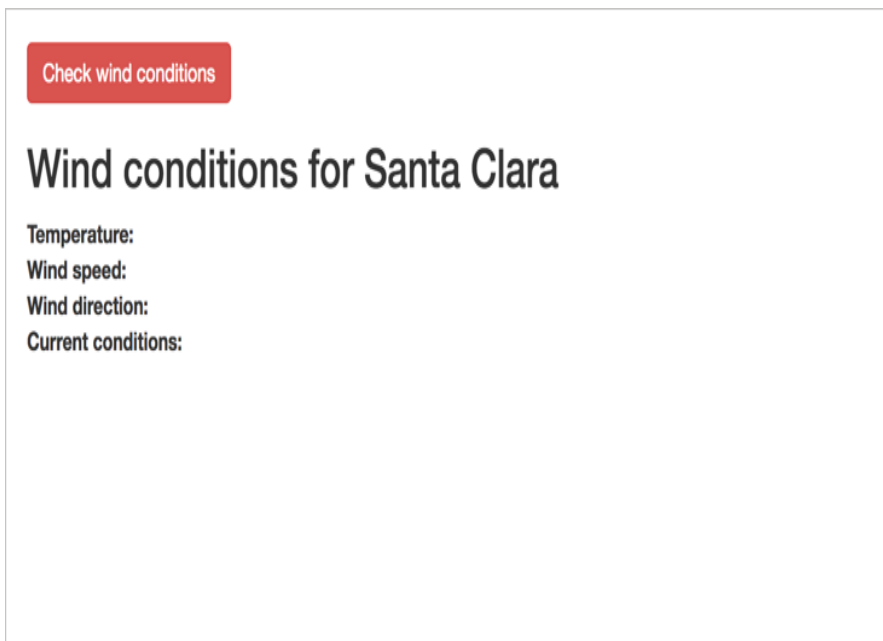 Check wind conditions
Wind conditions for Santa Clara
Temperature:
Wind speed:
Wind direction:
Current conditions: